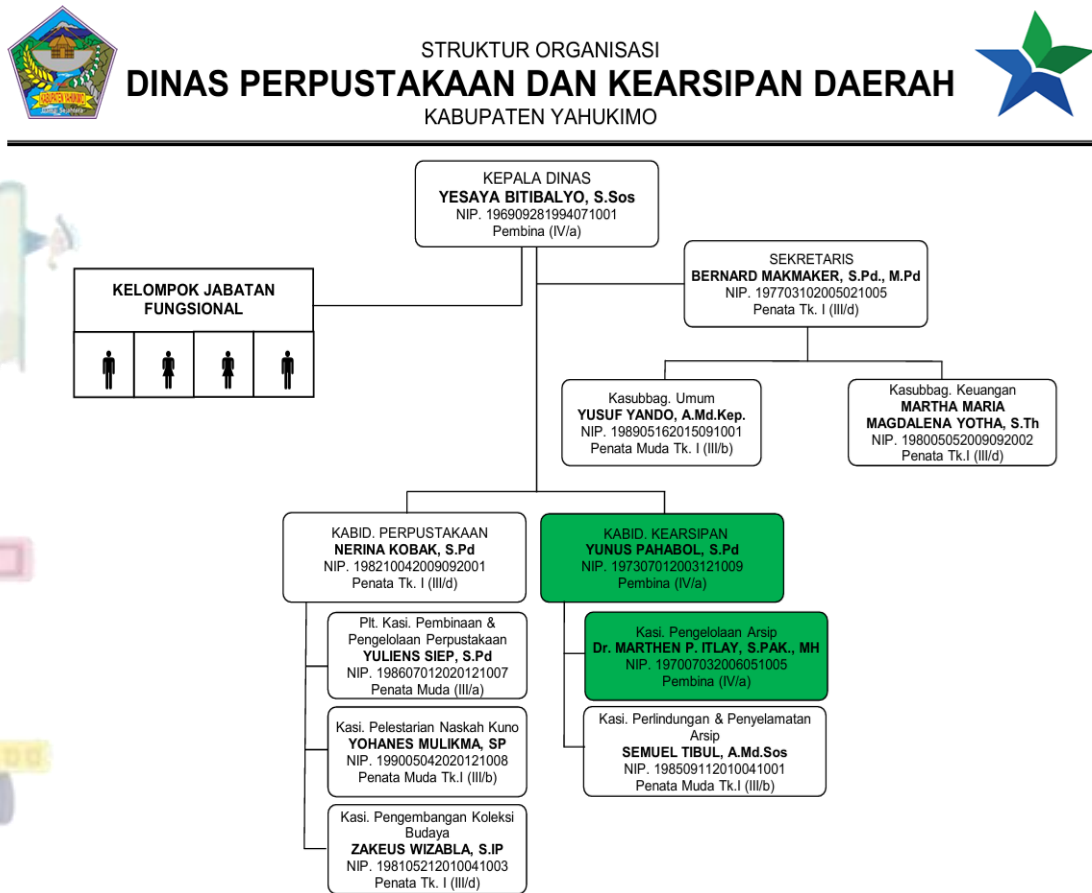 STRUKTUR ORGANISASI
DINAS PERPUSTAKAAN DAN KEARSIPAN DAERAH
KABUPATEN YAHUKIMO
KABUPATEN YAHUKIMO
KEPALA DINAS
YESAYA BITIBALYO, S.Sos
NIP. 196909281994071001
Pembina (IV/a)
SEKRETARIS
BERNARD MAKMAKER, S.Pd., M.Pd
NIP. 197703102005021005
Penata Tk. I (III/d)
KELOMPOK JABATAN
FUNGSIONAL
Kasubbag. Umum
YUSUF YANDO, A.Md.Kep.
NIP. 198905162015091001
Penata Muda Tk. I (III/b)
Kasubbag. Keuangan
MARTHA MARIA
MAGDALENA YOTHA, S.Th
NIP. 198005052009092002
Penata Tk.I (III/d)
KABID. PERPUSTAKAAN
NERINA KOBAK, S.Pd
NIP. 198210042009092001
Penata Tk. I (III/d)
KABID. KEARSIPAN
YUNUS PAHABOL, S.Pd
NIP. 197307012003121009
Pembina (IV/a)
Plt. Kasi. Pembinaan &
Pengelolaan Perpustakaan
YULIENS SIEP, S.Pd
NIP. 198607012020121007
Penata Muda (III/a)
Kasi. Pengelolaan Arsip
Dr. MARTHEN P. ITLAY, S.PAK., MH
NIP. 197007032006051005
Pembina (IV/a)
Kasi. Pelestarian Naskah Kuno
YOHANES MULIKMA, SP
NIP. 199005042020121008
Penata Muda Tk.I (III/b)
Kasi. Perlindungan & Penyelamatan
Arsip
SEMUEL TIBUL, A.Md.Sos
NIP. 198509112010041001
Penata Muda Tk.I (III/b)
Kasi. Pengembangan Koleksi
Budaya
ZAKEUS WIZABLA, S.IP
NIP. 198105212010041003
Penata Tk. I (III/d)